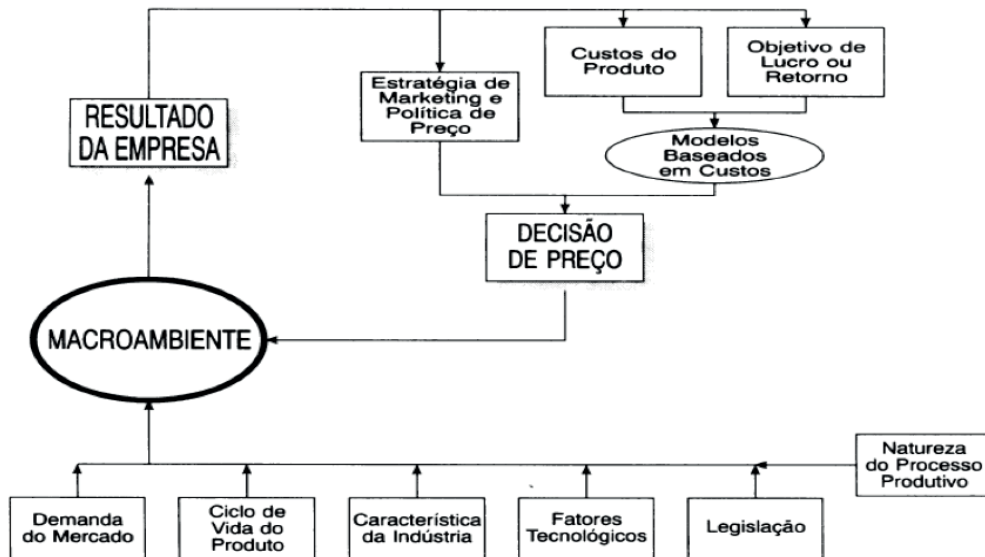 Custos do
Produto
Objetivo de
Lucro ou
Retorno
Estratégia de
Marketing e
Política de
Preço
RESULTADO
DA EMPRESA
Modelos
Baseados
em Custos
DECISÃO
DE PREÇO
MACROAMBIENTE
Natureza
do Processo
Produtivo
Demanda
do Mercado
Ciclo de
Vida do
Produto
Característica
da Indústria
Fatores
Tecnológicos
Legislação